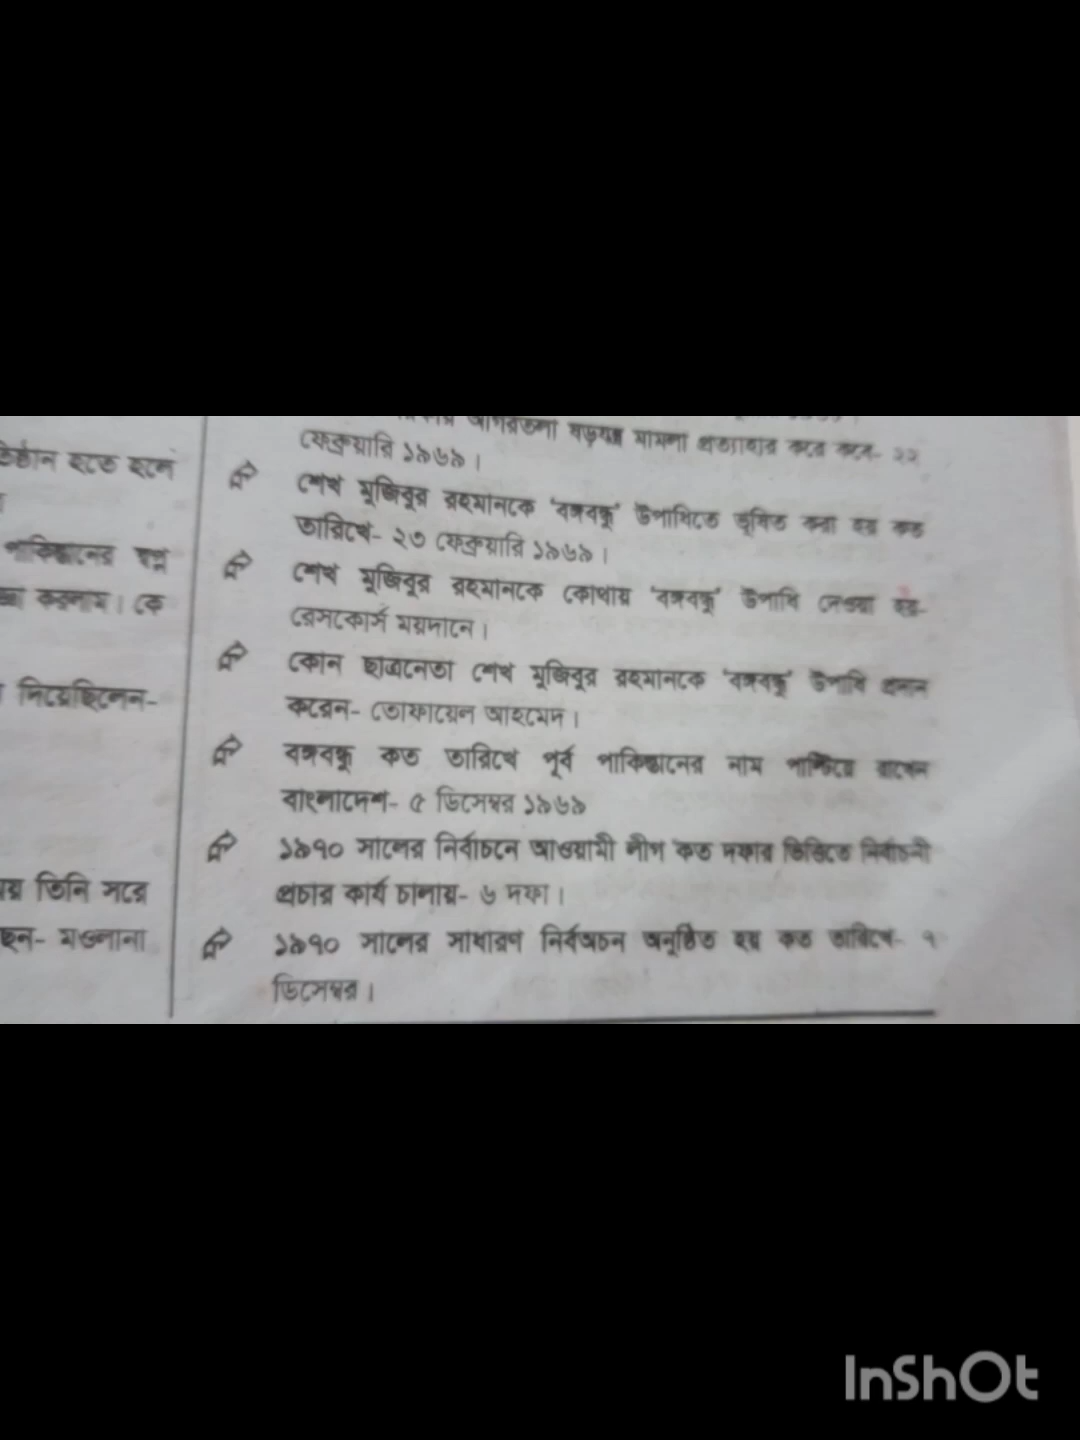 তিষ্ঠান হতে হলে
পাকিস্তানের স্বপ্ন
করলাম। কে
নিয়েছিলেন-
তিনি সরে
ছেন- মওলানা
আগরতলা ষড়যন্ত্র মামলা প্রত্যাহার করে কবে- ২২
ফেব্রুয়ারি ১৯৬৯।
শেখ মুজিবুর রহমানকে 'বঙ্গবন্ধু' উপাধিতে ভূষিত করা হয় কত
তারিখে- ২৩ ফেব্রুয়ারি ১৯৬৯।
শেখ মুজিবুর রহমানকে কোথায় 'বঙ্গবন্ধু' উপাধি দেওয়া হয়-
রেসকোর্স ময়দানে।
কোন ছাত্রনেতা শেখ মুজিবুর রহমানকে 'বঙ্গবন্ধু' উপাধি প্রদান
করেন- তোফায়েল আহমেদ।
বঙ্গবন্ধু কত তারিখে পূর্ব পাকিস্তানের নাম পাল্টিয়ে রাখেন
বাংলাদেশ- ৫ ডিসেম্বর ১৯৬৯
১৯৭০ সালের নির্বাচনে আওয়ামী লীগ কত দফার ভিত্তিতে নির্বাচনী
প্রচার কার্য চালায়- ৬ দফা।
১৯৭০ সালের সাধারণ নির্বঅচন অনুষ্ঠিত হয় কত তারিখে- ৭
ডিসেম্বর।
InShOt